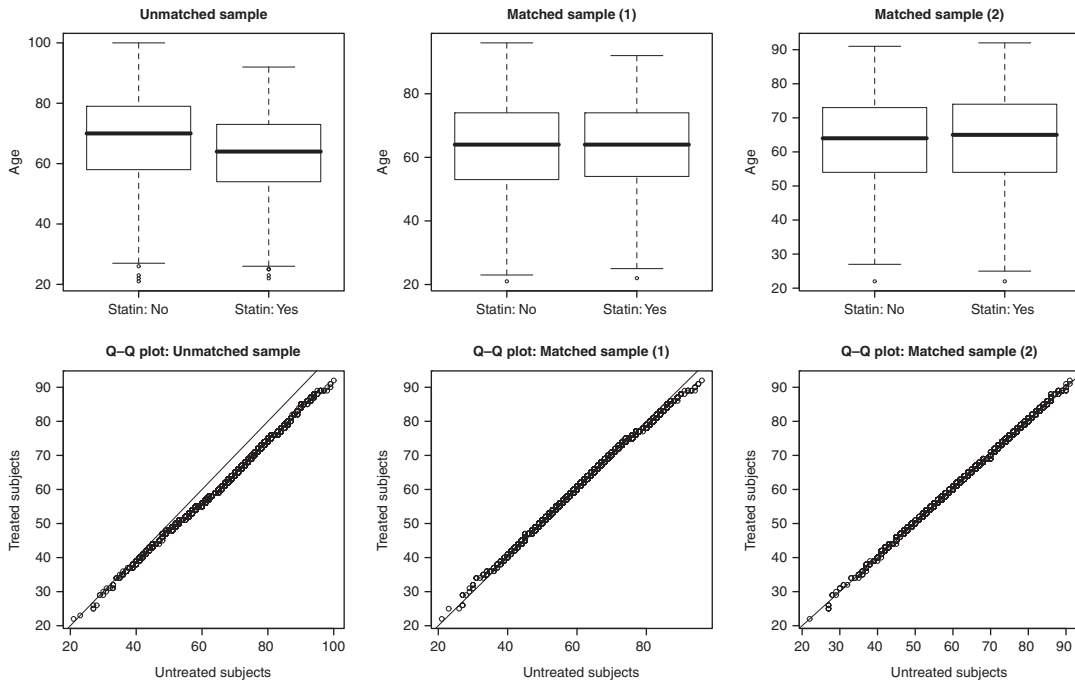 Unmatched sample
Matched sample (1)
Matched sample (2)
Age
100
80
60
40
20
Statin: No
Statin: Yes
Age
80
60
40
20
Statin: No
Statin: Yes
Age
90
80
70
60
50
40
30
20
Statin: No
Statin: Yes
Q–Q plot: Unmatched sample
Q–Q plot: Matched sample (1)
Q–Q plot: Matched sample (2)
Treated subjects
90
80
70
60
50
40
30
20
20
40
60
80
100
Untreated subjects
Treated subjects
90
80
70
60
50
40
30
20
20
40
60
80
Untreated subjects
Treated subjects
90
80
70
60
50
40
30
20
20
30
40
50
60
70
80
90
Untreated subjects